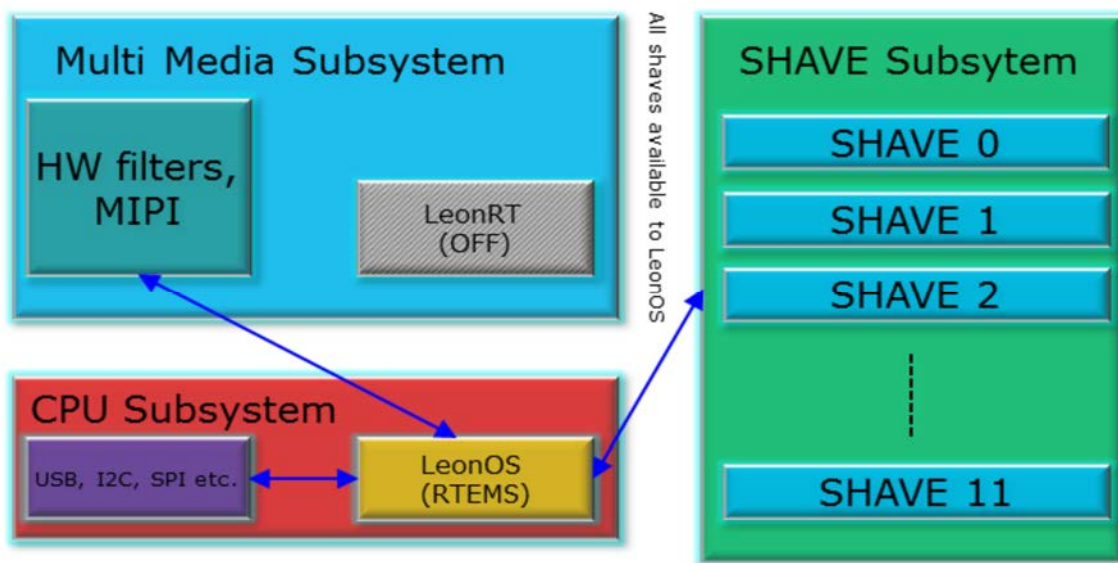 Multi Media Subsystem
HW filters,
MIPI
LeonRT
(OFF)
CPU Subsystem
USB, I2C, SPI etc.
LeonOS
(RTEMS)
All shaves available to LeonOS
SHAVE Subsytem
SHAVE 0
SHAVE 1
SHAVE 2
SHAVE 11